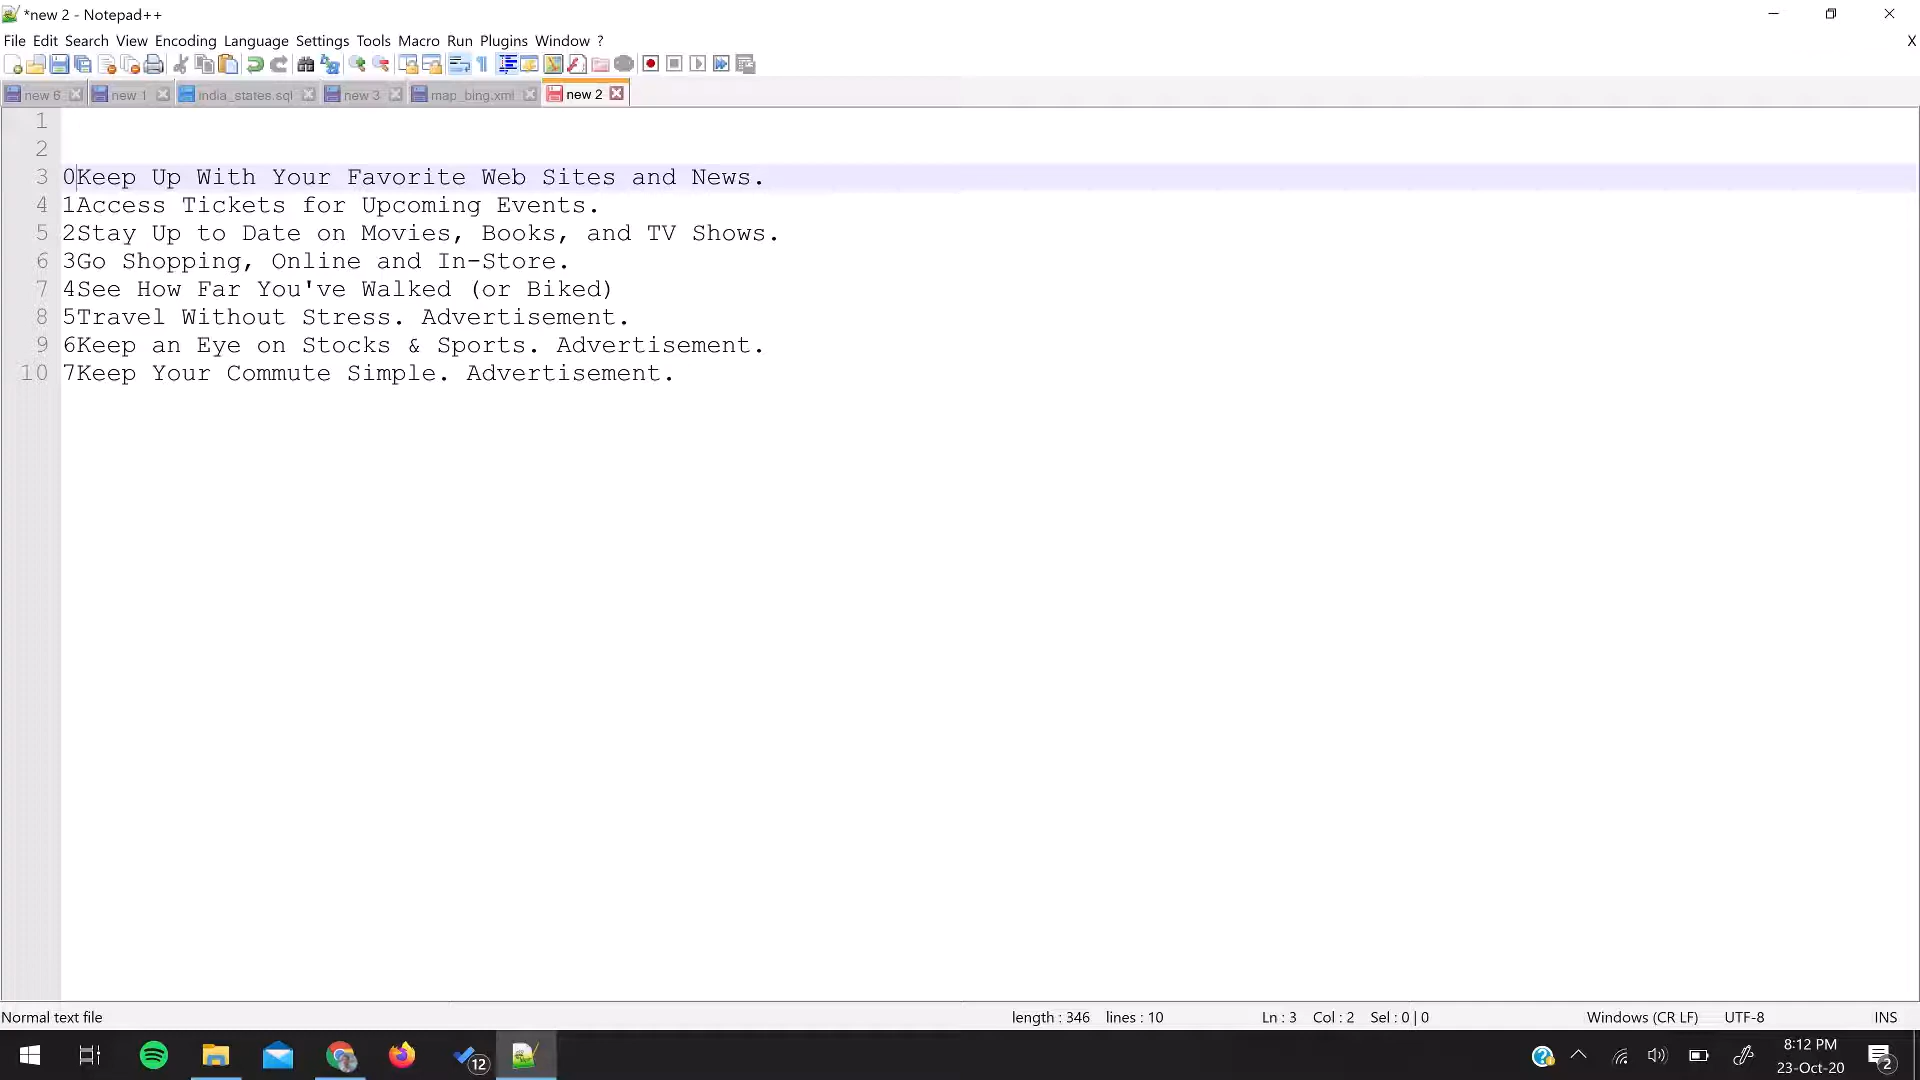 *new 2 - Notepad++
File Edit Search View Encoding Language Settings Tools Macro Run Plugins Window ? X
new 6 new 1 india_states.sql new 3 map_bing.xml new 2
1
2
3 0Keep Up With Your Favorite Web Sites and News.
4 1Access Tickets for Upcoming Events.
5 2Stay Up to Date on Movies, Books, and TV Shows.
6 3Go Shopping, Online and In-Store.
7 4See How Far You've Walked (or Biked)
8 5Travel Without Stress. Advertisement.
9 6Keep an Eye on Stocks & Sports. Advertisement.
10 7Keep Your Commute Simple. Advertisement.
Normal text file length : 346 lines : 10 Ln : 3 Col : 2 Sel : 0 | 0 Windows (CR LF) UTF-8 INS
12 8:12 PM
23-Oct-20 2